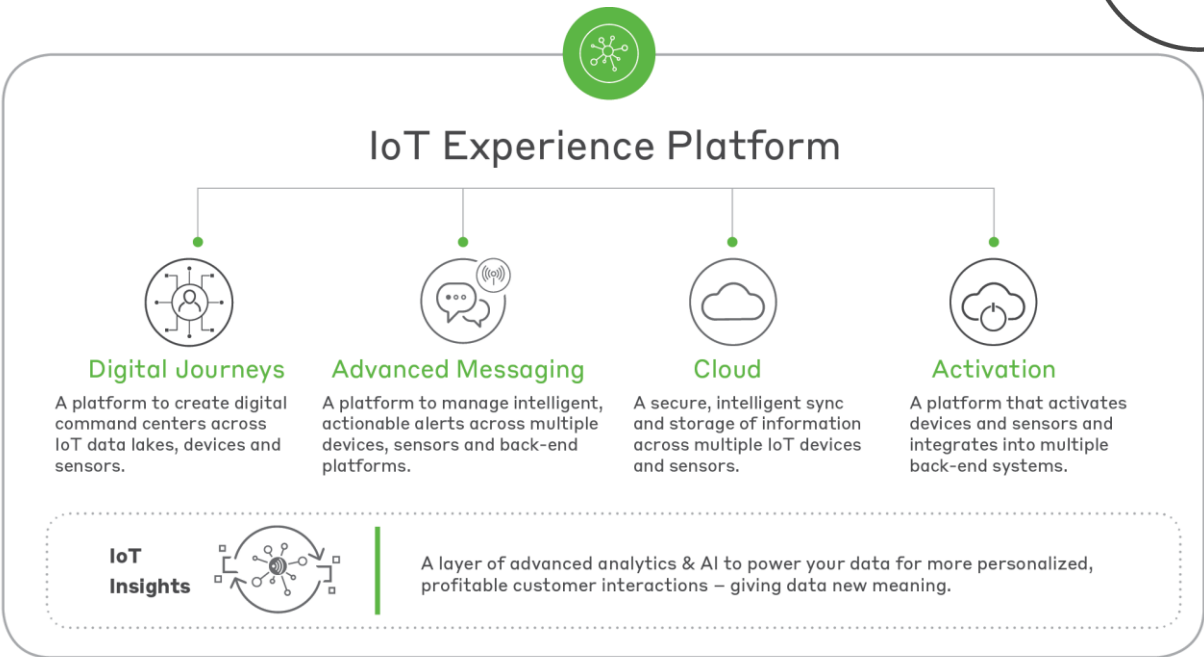 IoT Experience Platform
Digital Journeys
A platform to create digital
command centers across
IoT data lakes, devices and
sensors.
Advanced Messaging
A platform to manage intelligent,
actionable alerts across multiple
devices, sensors and back-end
platforms.
Cloud
A secure, intelligent sync
and storage of information
across multiple IoT devices
and sensors.
Activation
A platform that activates
devices and sensors and
integrates into multiple
back-end systems.
IoT
Insights
A layer of advanced analytics & AI to power your data for more personalized,
profitable customer interactions – giving data new meaning.